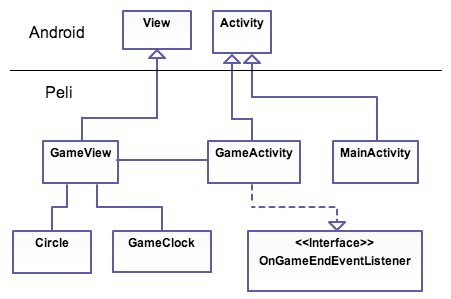 Android
View
Activity
Peli
GameView
GameActivity
MainActivity
Circle
GameClock
<<Interface>>
OnGameEndEventListener